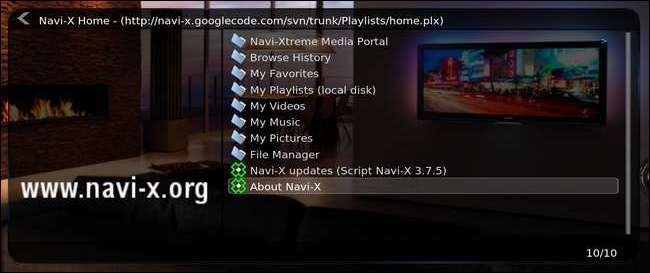 Navi-X Home - (http://navi-x.googlecode.com/svn/trunk/Playlists/home.plx)
Navi-Xtreme Media Portal
Browse History
My Favorites
My Playlists (local disk)
My Videos
My Music
My Pictures
File Manager
Navi-X updates (Script Navi-X 3.7.5)
About Navi-X
www.navi-x.org
10/10